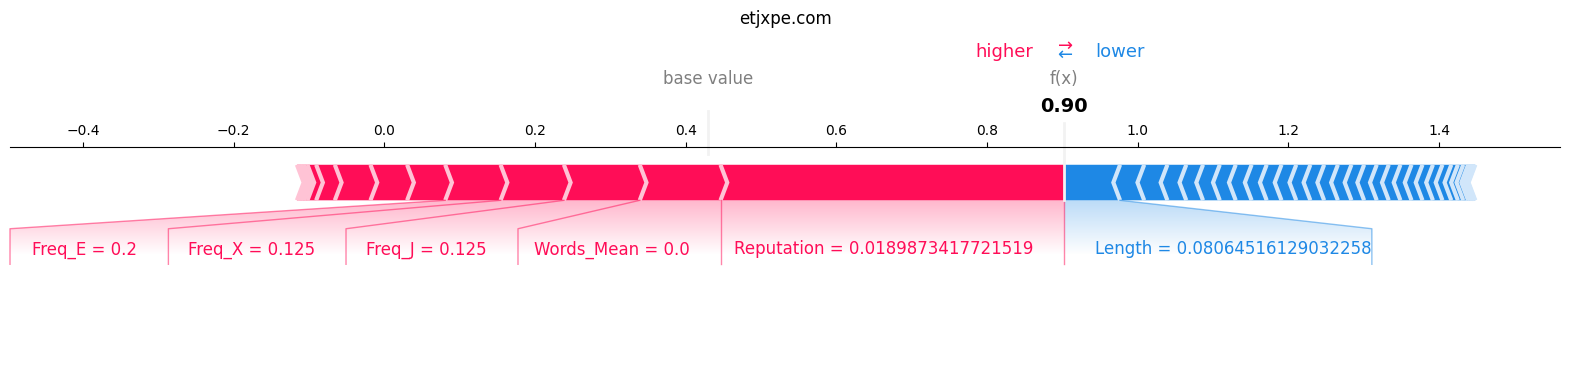 etjxpe.com
higher ⇄ lower
base value f(x)
0.90
−0.4 −0.2 0.0 0.2 0.4 0.6 0.8 1.0 1.2 1.4
Freq_E = 0.2 Freq_X = 0.125 Freq_J = 0.125 Words_Mean = 0.0 Reputation = 0.0189873417721519 Length = 0.08064516129032258